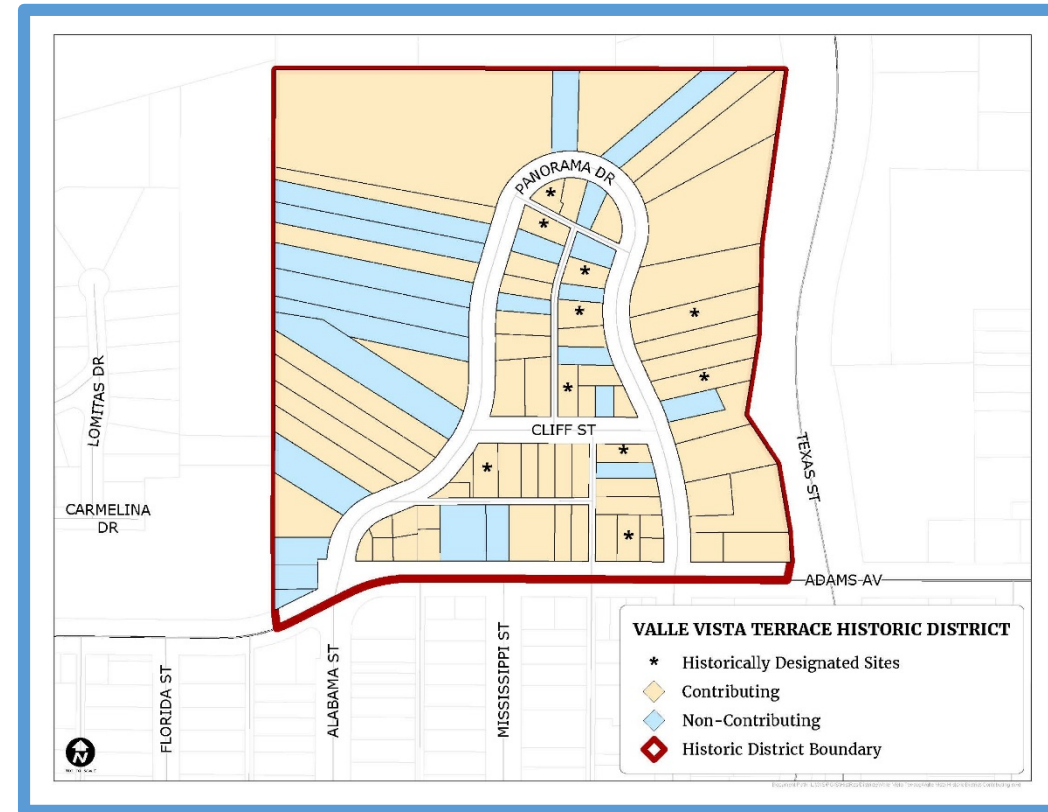 PANORAMA DR
CLIFF ST
LOMITAS DR
CARMELINA
DR
TEXAS ST
ADAMS AV
FLORIDA ST
ALABAMA ST
MISSISSIPPI ST
VALLE VISTA TERRACE HISTORIC DISTRICT
* Historically Designated Sites
Contributing
Non-Contributing
Historic District Boundary
N